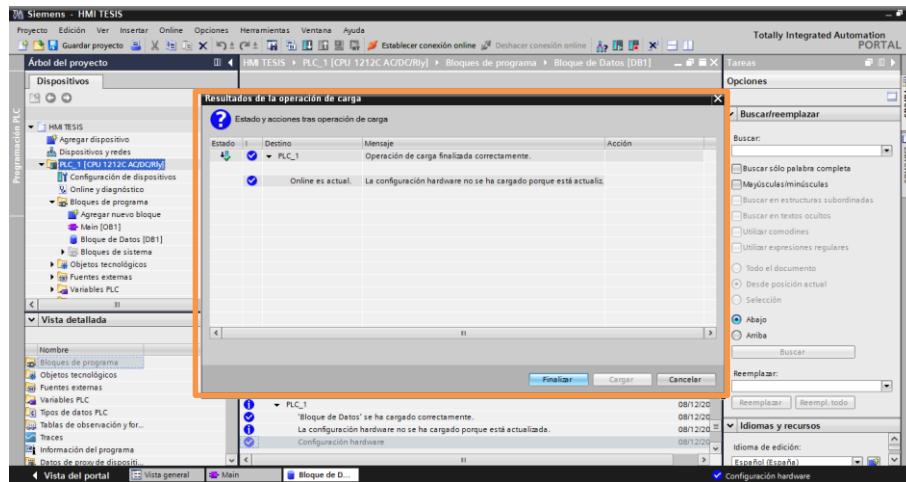 Siemens - HMI TESIS
Proyecto Edición Ver Insertar Online Opciones Herramientas Ventana Ayuda
Guardar proyecto
Establecer conexión online
Deshacer conexión online
Totally Integrated Automation
PORTAL
Árbol del proyecto
HMI TESIS PLC_1 [CPU 1212C AC/DC/Rly] Bloques de programa Bloque de Datos [DB1]
Tareas
Dispositivos
Opciones
Programación PLC
HMI TESIS
Agregar dispositivo
Dispositivos y redes
PLC_1 [CPU 1212C AC/DC/Rly]
Configuración de dispositivos
Online y diagnóstico
Bloques de programa
Agregar nuevo bloque
Main [OB1]
Bloque de Datos [DB1]
Bloques de sistema
Objetos tecnológicos
Fuentes externas
Variables PLC
Vista detallada
Nombre
Bloques de programa
Objetos tecnológicos
Fuentes externas
Variables PLC
Tipos de datos PLC
Tablas de observación y for...
Traces
Información del programa
Datos de proxy de dispositi...
Resultados de la operación de carga
Estado y acciones tras operación de carga
Estado ! Destino Mensaje Acción
PLC_1 Operación de carga finalizada correctamente.
Online es actual. La configuración hardware no se ha cargado porque está actualiz
Finalizar Cargar Cancelar
PLC_1 08/12/20
'Bloque de Datos' se ha cargado correctamente. 08/12/20
La configuración hardware no se ha cargado porque está actualizada. 08/12/20
Configuración hardware 08/12/20
Buscar/reemplazar
Buscar:
Buscar sólo palabra completa
Mayúsculas/minúsculas
Buscar en estructuras subordinadas
Buscar en textos ocultos
Utilizar comodines
Utilizar expresiones regulares
Todo el documento
Desde posición actual
Selección
Abajo
Arriba
Buscar
Reemplazar:
Reemplazar Reempl. todo
Idiomas y recursos
Idioma de edición:
Español (España)
Vista del portal Vista general Main Bloque de D... Configuración hardware